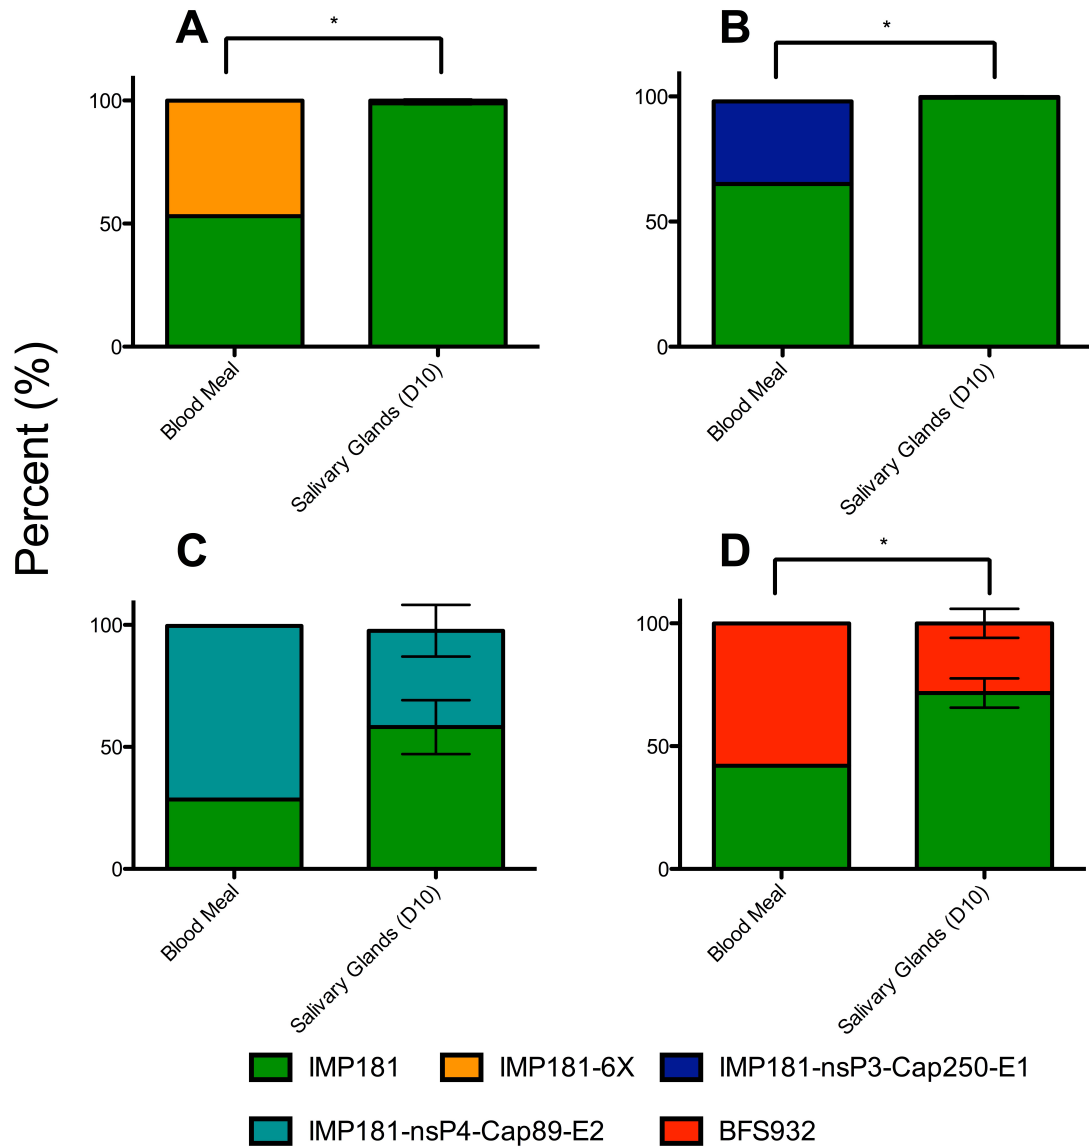 A
*
B
*
100
50
0
Blood Meal
Salivary Glands (D10)
100
50
0
Blood Meal
Salivary Glands (D10)
Percent (%)
C
D
*
100
50
0
Blood Meal
Salivary Glands (D10)
100
50
0
Blood Meal
Salivary Glands (D10)
IMP181
IMP181-6X
IMP181-nsP3-Cap250-E1
IMP181-nsP4-Cap89-E2
BFS932